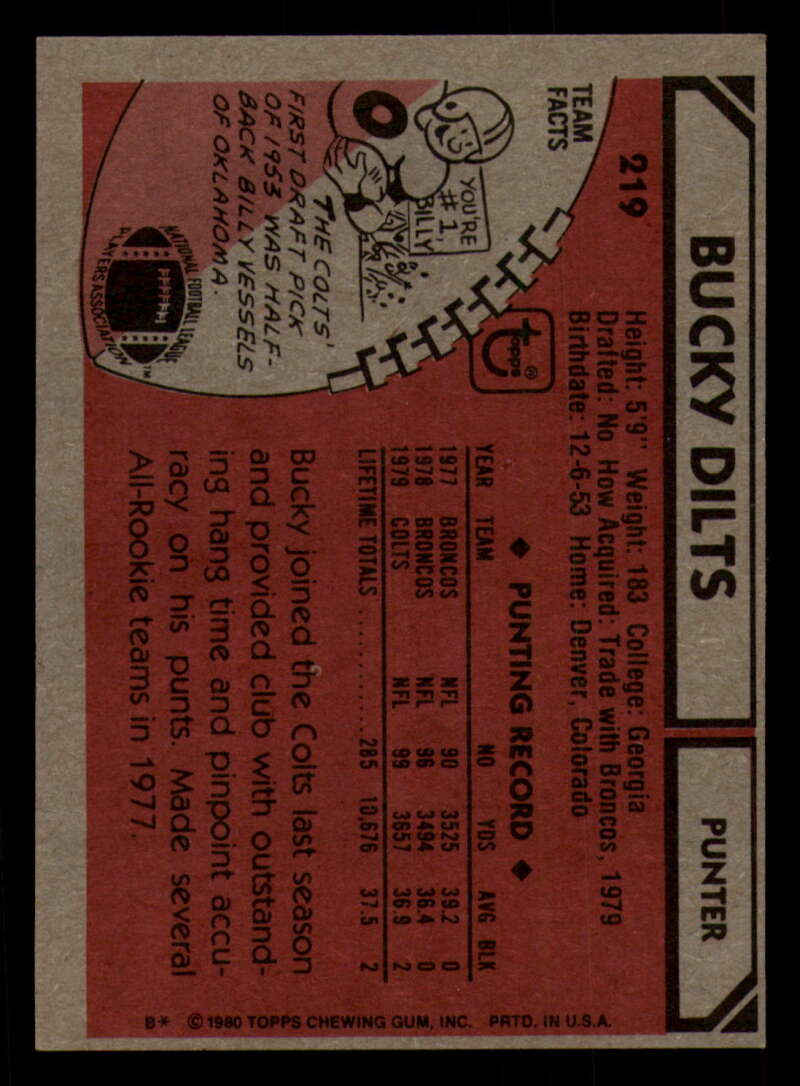 BUCKY DILTS
PUNTER
219
Height: 5'9" Weight: 183 College: Georgia
Drafted: No How Acquired: Trade with Broncos, 1979
Birthdate: 12-6-53 Home: Denver, Colorado
TEAM
FACTS
YOU'RE
#1,
BILLY
THE COLTS'
FIRST DRAFT PICK
OF 1953 WAS HALF-
BACK BILLY VESSELS
OF OKLAHOMA.
NATIONAL FOOTBALL LEAGUE
PLAYERS ASSOCIATION
TM
topps®
◆ PUNTING RECORD ◆
YEAR TEAM NO YDS AVG BLK
1977 BRONCOS NFL 90 3525 39.2 0
1978 BRONCOS NFL 96 3494 36.4 0
1979 COLTS NFL 99 3657 36.9 2
LIFETIME TOTALS .......... 285 10,676 37.5 2
Bucky joined the Colts last season
and provided club with outstand-
ing hang time and pinpoint accu-
racy on his punts. Made several
All-Rookie teams in 1977.
B* © 1980 TOPPS CHEWING GUM, INC. PRTD. IN U.S.A.